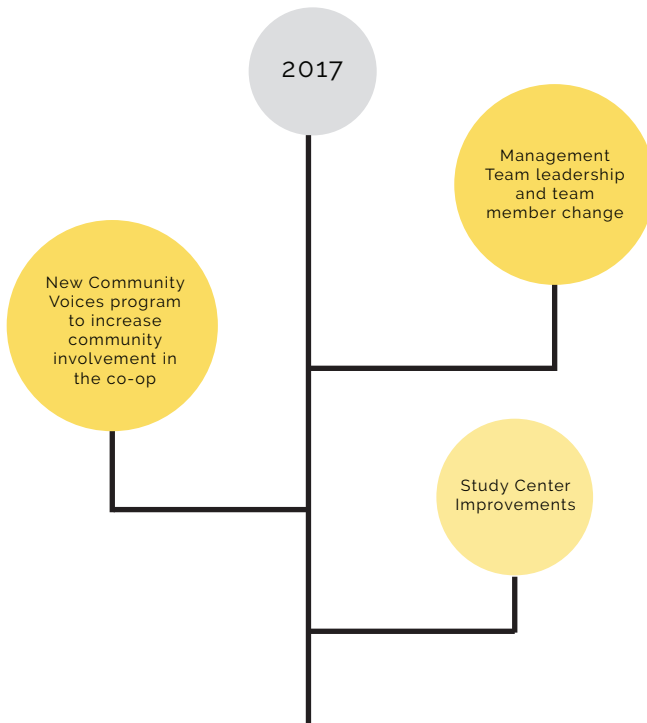 2017
Management
Team leadership
and team
member change
New Community
Voices program
to increase
community
involvement in
the co-op
Study Center
Improvements